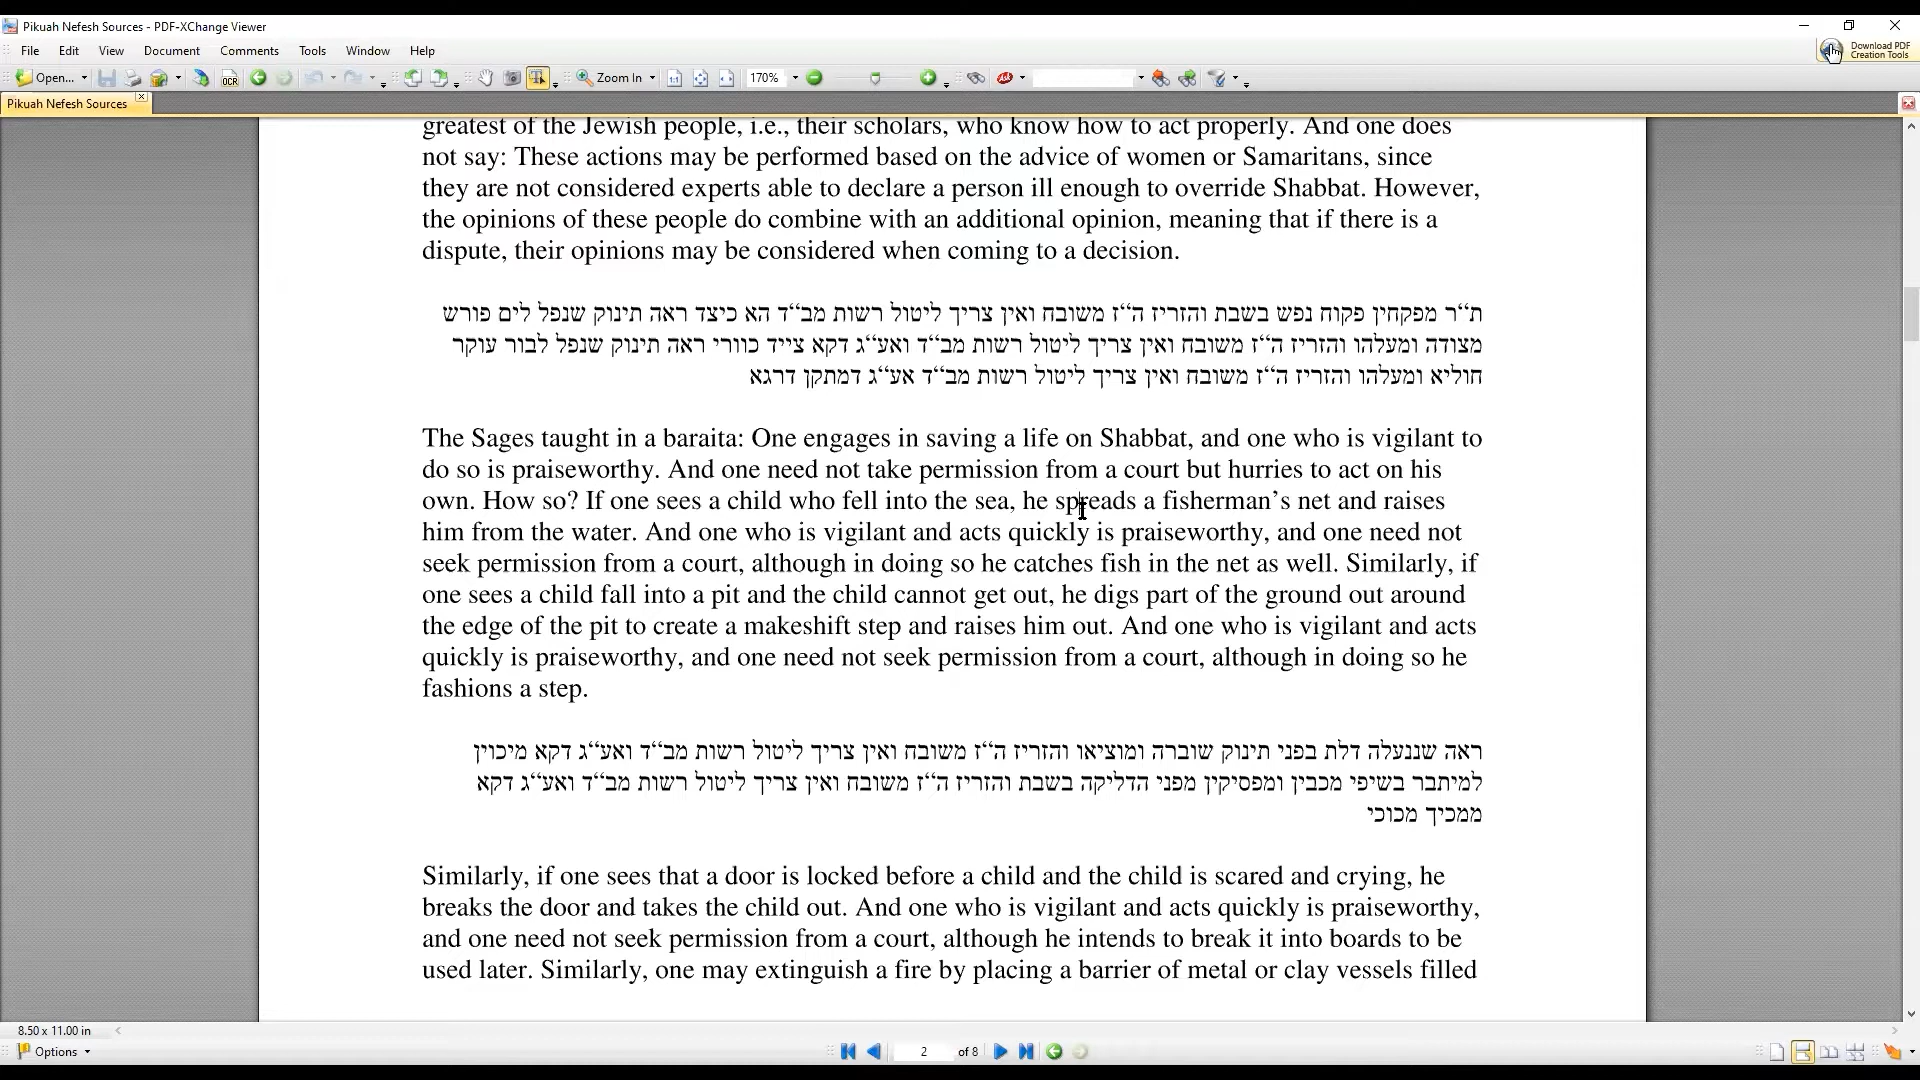 Pikuah Nefesh Sources - PDF-XChange Viewer
File Edit View Document Comments Tools Window Help
Download PDF
Creation Tools
Open... OCR Zoom In 170%
Pikuah Nefesh Sources
greatest of the Jewish people, i.e., their scholars, who know how to act properly. And one does
not say: These actions may be performed based on the advice of women or Samaritans, since
they are not considered experts able to declare a person ill enough to override Shabbat. However,
the opinions of these people do combine with an additional opinion, meaning that if there is a
dispute, their opinions may be considered when coming to a decision.
ת“ר מפקחין פקוח נפש בשבת והזריז ה“ז משובח ואין צריך ליטול רשות מב“ד הא כיצד ראה תינוק שנפל לים פורש
מצודה ומעלהו והזריז ה“ז משובח ואין צריך ליטול רשות מב“ד ואע“ג דקא צייד כוורי ראה תינוק שנפל לבור עוקר
חוליא ומעלהו והזריז ה“ז משובח ואין צריך ליטול רשות מב“ד אע“ג דמתקן דרגא
The Sages taught in a baraita: One engages in saving a life on Shabbat, and one who is vigilant to
do so is praiseworthy. And one need not take permission from a court but hurries to act on his
own. How so? If one sees a child who fell into the sea, he spreads a fisherman’s net and raises
him from the water. And one who is vigilant and acts quickly is praiseworthy, and one need not
seek permission from a court, although in doing so he catches fish in the net as well. Similarly, if
one sees a child fall into a pit and the child cannot get out, he digs part of the ground out around
the edge of the pit to create a makeshift step and raises him out. And one who is vigilant and acts
quickly is praiseworthy, and one need not seek permission from a court, although in doing so he
fashions a step.
ראה שננעלה דלת בפני תינוק שוברה ומוציאו והזריז ה“ז משובח ואין צריך ליטול רשות מב“ד ואע“ג דקא מיכוין
למיתבר בשיפי מכבין ומפסיקין מפני הדליקה בשבת והזריז ה“ז משובח ואין צריך ליטול רשות מב“ד ואע“ג דקא
ממכיך מכוכי
Similarly, if one sees that a door is locked before a child and the child is scared and crying, he
breaks the door and takes the child out. And one who is vigilant and acts quickly is praiseworthy,
and one need not seek permission from a court, although he intends to break it into boards to be
used later. Similarly, one may extinguish a fire by placing a barrier of metal or clay vessels filled
8.50 x 11.00 in
Options 2 of 8